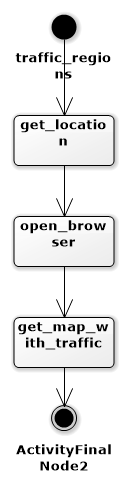 traffic_regio
ns
get_locatio
n
open_brow
ser
get_map_w
ith_traffic
ActivityFinal
Node2